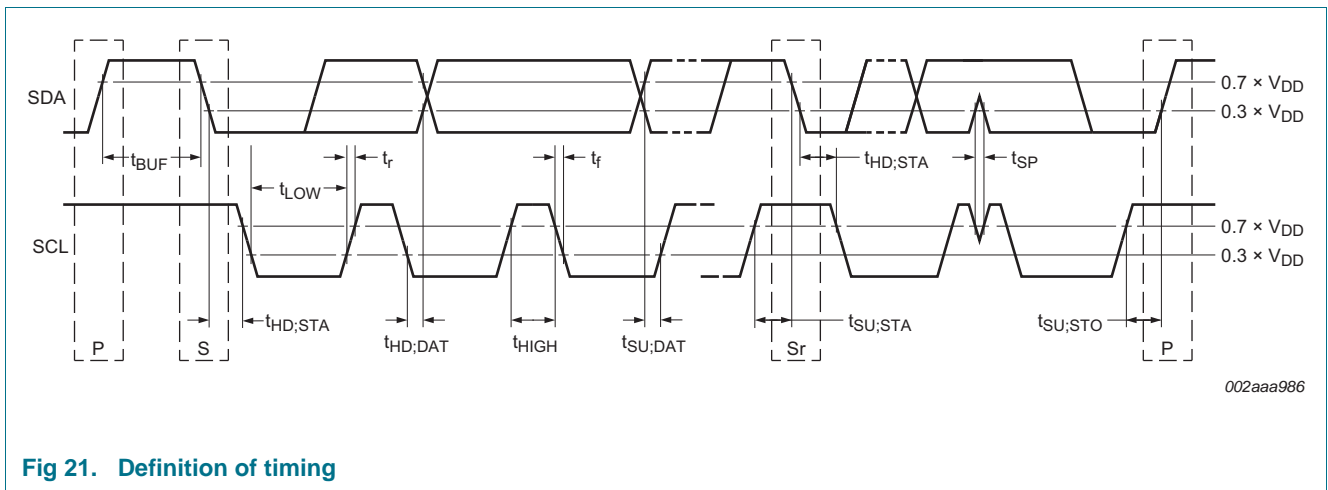 SDA
0.7 × VDD
0.3 × VDD
tBUF
tr
tf
tHD;STA
tSP
tLOW
SCL
0.7 × VDD
0.3 × VDD
tHD;STA
tHD;DAT
tHIGH
tSU;DAT
tSU;STA
tSU;STO
P
S
Sr
P
002aaa986
Fig 21. Definition of timing